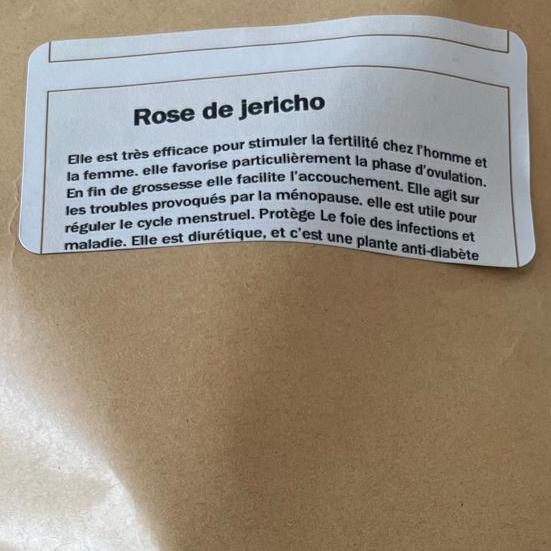 Rose de jericho
Elle est très efficace pour stimuler la fertilité chez l'homme et
la femme. elle favorise particulièrement la phase d'ovulation.
En fin de grossesse elle facilite l'accouchement. Elle agit sur
les troubles provoqués par la ménopause. elle est utile pour
réguler le cycle menstruel. Protège Le foie des infections et
maladie. Elle est diurétique, et c'est une plante anti-diabète